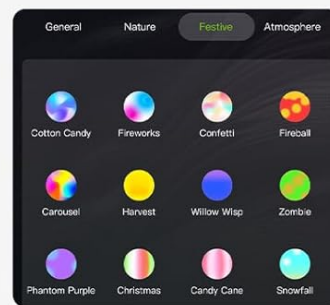 General Nature Festive Atmosphere
Cotton Candy Fireworks Confetti Fireball
Carousel Harvest Willow Wisp Zombie
Phantom Purple Christmas Candy Cane Snowfall